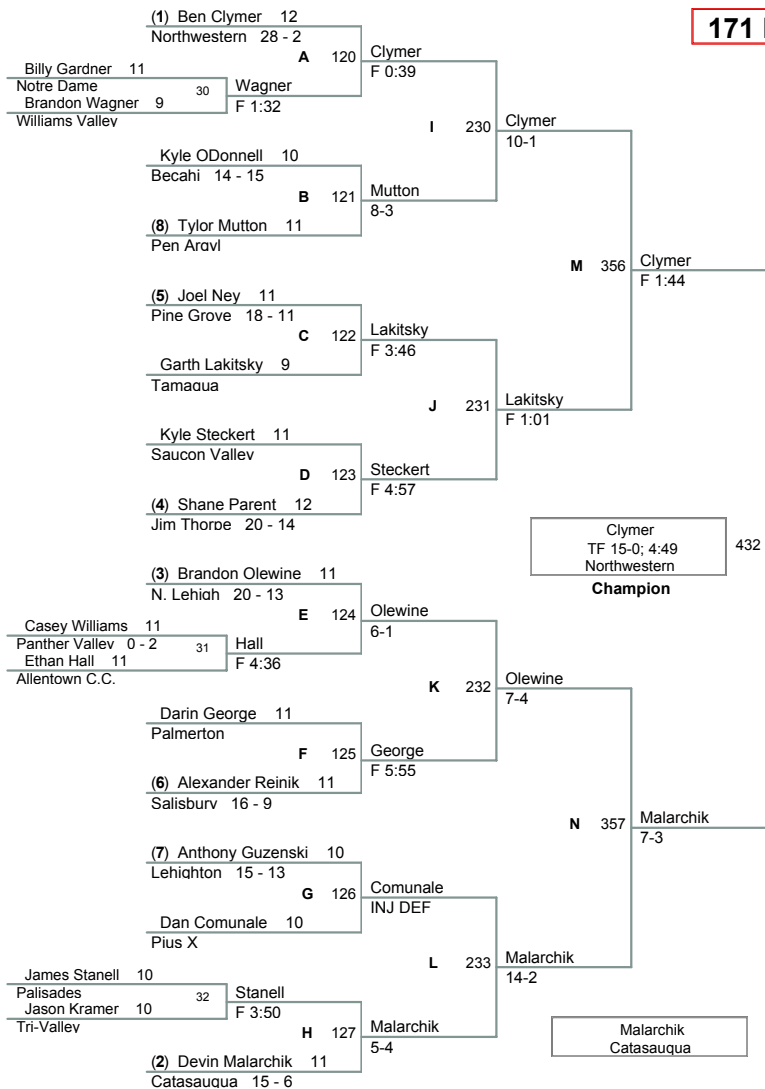 (1) Ben Clymer 12
171
Northwestern 28 - 2
A 120 Clymer
F 0:39
Billy Gardner 11
Notre Dame
30 Wagner
Brandon Wagner 9
F 1:32
Williams Valley
I 230 Clymer
10-1
Kyle ODonnell 10
Becahi 14 - 15
B 121 Mutton
8-3
(8) Tylor Mutton 11
Pen Argyl
M 356 Clymer
F 1:44
(5) Joel Ney 11
Pine Grove 18 - 11
C 122 Lakitsky
F 3:46
Garth Lakitsky 9
Tamaqua
J 231 Lakitsky
F 1:01
Kyle Steckert 11
Saucon Valley
D 123 Steckert
F 4:57
(4) Shane Parent 12
Jim Thorpe 20 - 14
Clymer
TF 15-0; 4:49
432
Northwestern
Champion
(3) Brandon Olewine 11
N. Lehigh 20 - 13
E 124 Olewine
6-1
Casey Williams 11
Panther Valley 0 - 2
31 Hall
Ethan Hall 11
F 4:36
Allentown C.C.
K 232 Olewine
7-4
Darin George 11
Palmerton
F 125 George
F 5:55
(6) Alexander Reinik 11
Salisbury 16 - 9
N 357 Malarchik
7-3
(7) Anthony Guzenski 10
Lehighton 15 - 13
G 126 Comunale
INJ DEF
Dan Comunale 10
Pius X
L 233 Malarchik
14-2
James Stanell 10
Palisades
32 Stanell
Jason Kramer 10
F 3:50
Tri-Valley
H 127 Malarchik
5-4
(2) Devin Malarchik 11
Catasauqua 15 - 6
Malarchik
Catasauqua